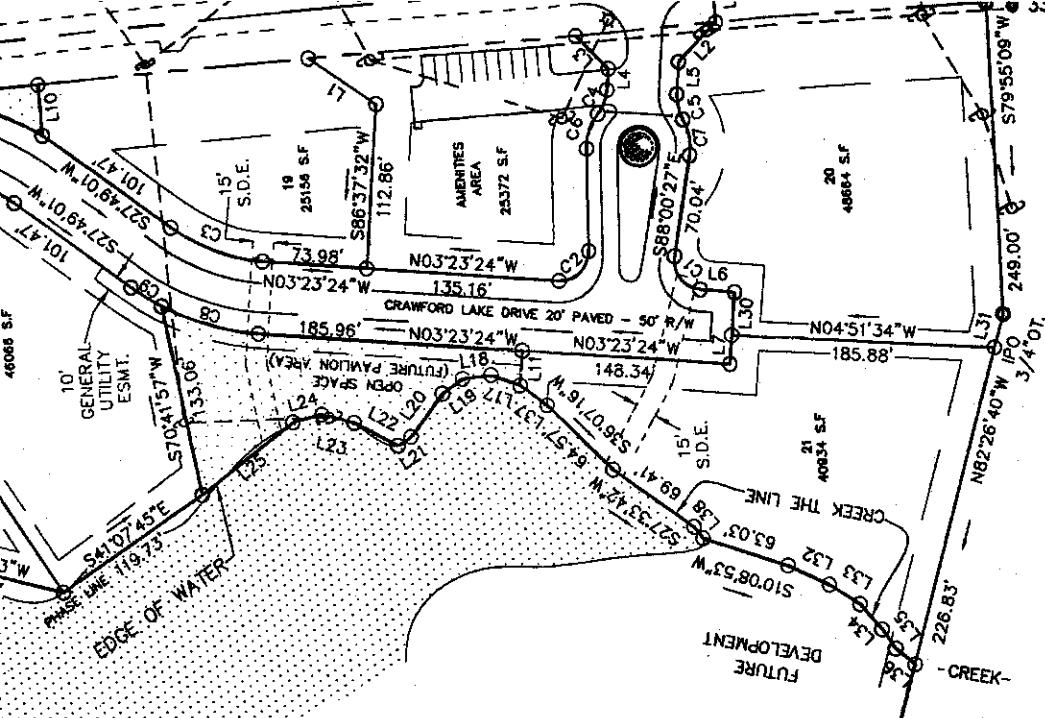 L10
L1
L3
L4
C4
C6
L2
L5
C5
C7
S79°55'09"W
249.00'
101.47'
S27°49'01"W
S27°49'01"W
101.47'
15'
S.D.E.
19
25156 S.F
S86°37'32"W
112.86'
AMENITIES
AREA
25372 S.F
S88°00'27"E
70.04'
20
48664 S.F
C3
73.98'
N03°23'24"W
N03°23'24"W
135.16'
C2
C1
L6
L30
L31
CRAWFORD LAKE DRIVE 20' PAVED - 50' R/W
C9
C8
185.96'
N03°23'24"W
N03°23'24"W
148.34'
N04°51'34"W
185.88'
IPO
3/4"OT.
46068 S.F
10'
GENERAL
UTILITY
ESMT.
S70°41'57"W
133.06'
OPEN SPACE
(FUTURE PAVILION AREA)
L11
L18
L17
L37
L19
L20
L21
L22
L23
L24
L25
S36°07'16"W
64.57'
15'
S.D.E.
21
40934 S.F
N82°26'40"W
226.83'
S27°33'42"W
69.41'
L38
CREEK THE LINE
63.03'
S10°08'53"W
L32
L33
L34
L35
L36
S41°07'45"E
PHASE LINE 119.73'
3"W
EDGE OF WATER
FUTURE
DEVELOPMENT
-CREEK-